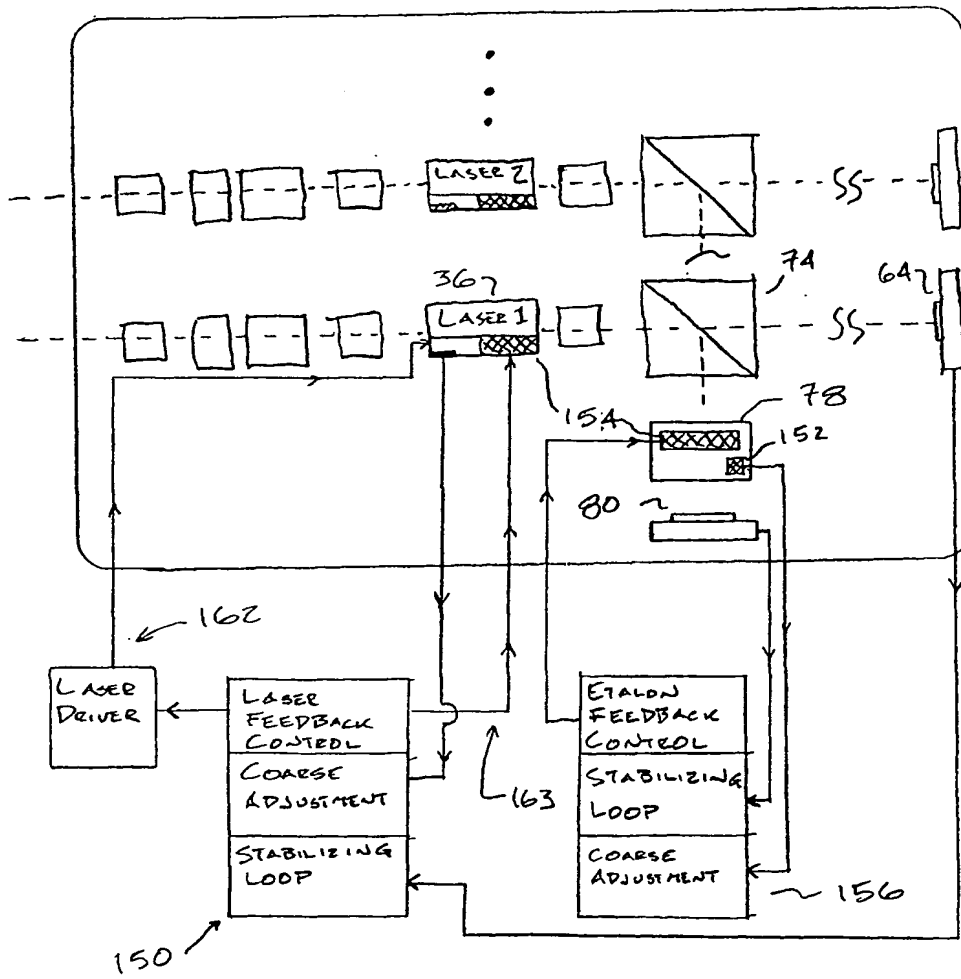 LASER 2
74
36
64
LASER 1
154
78
152
80
162
LASER
DRIVER
LASER
FEEDBACK
CONTROL
COARSE
ADJUSTMENT
STABILIZING
LOOP
163
ETALON
FEEDBACK
CONTROL
STABILIZING
LOOP
COARSE
ADJUSTMENT
156
150